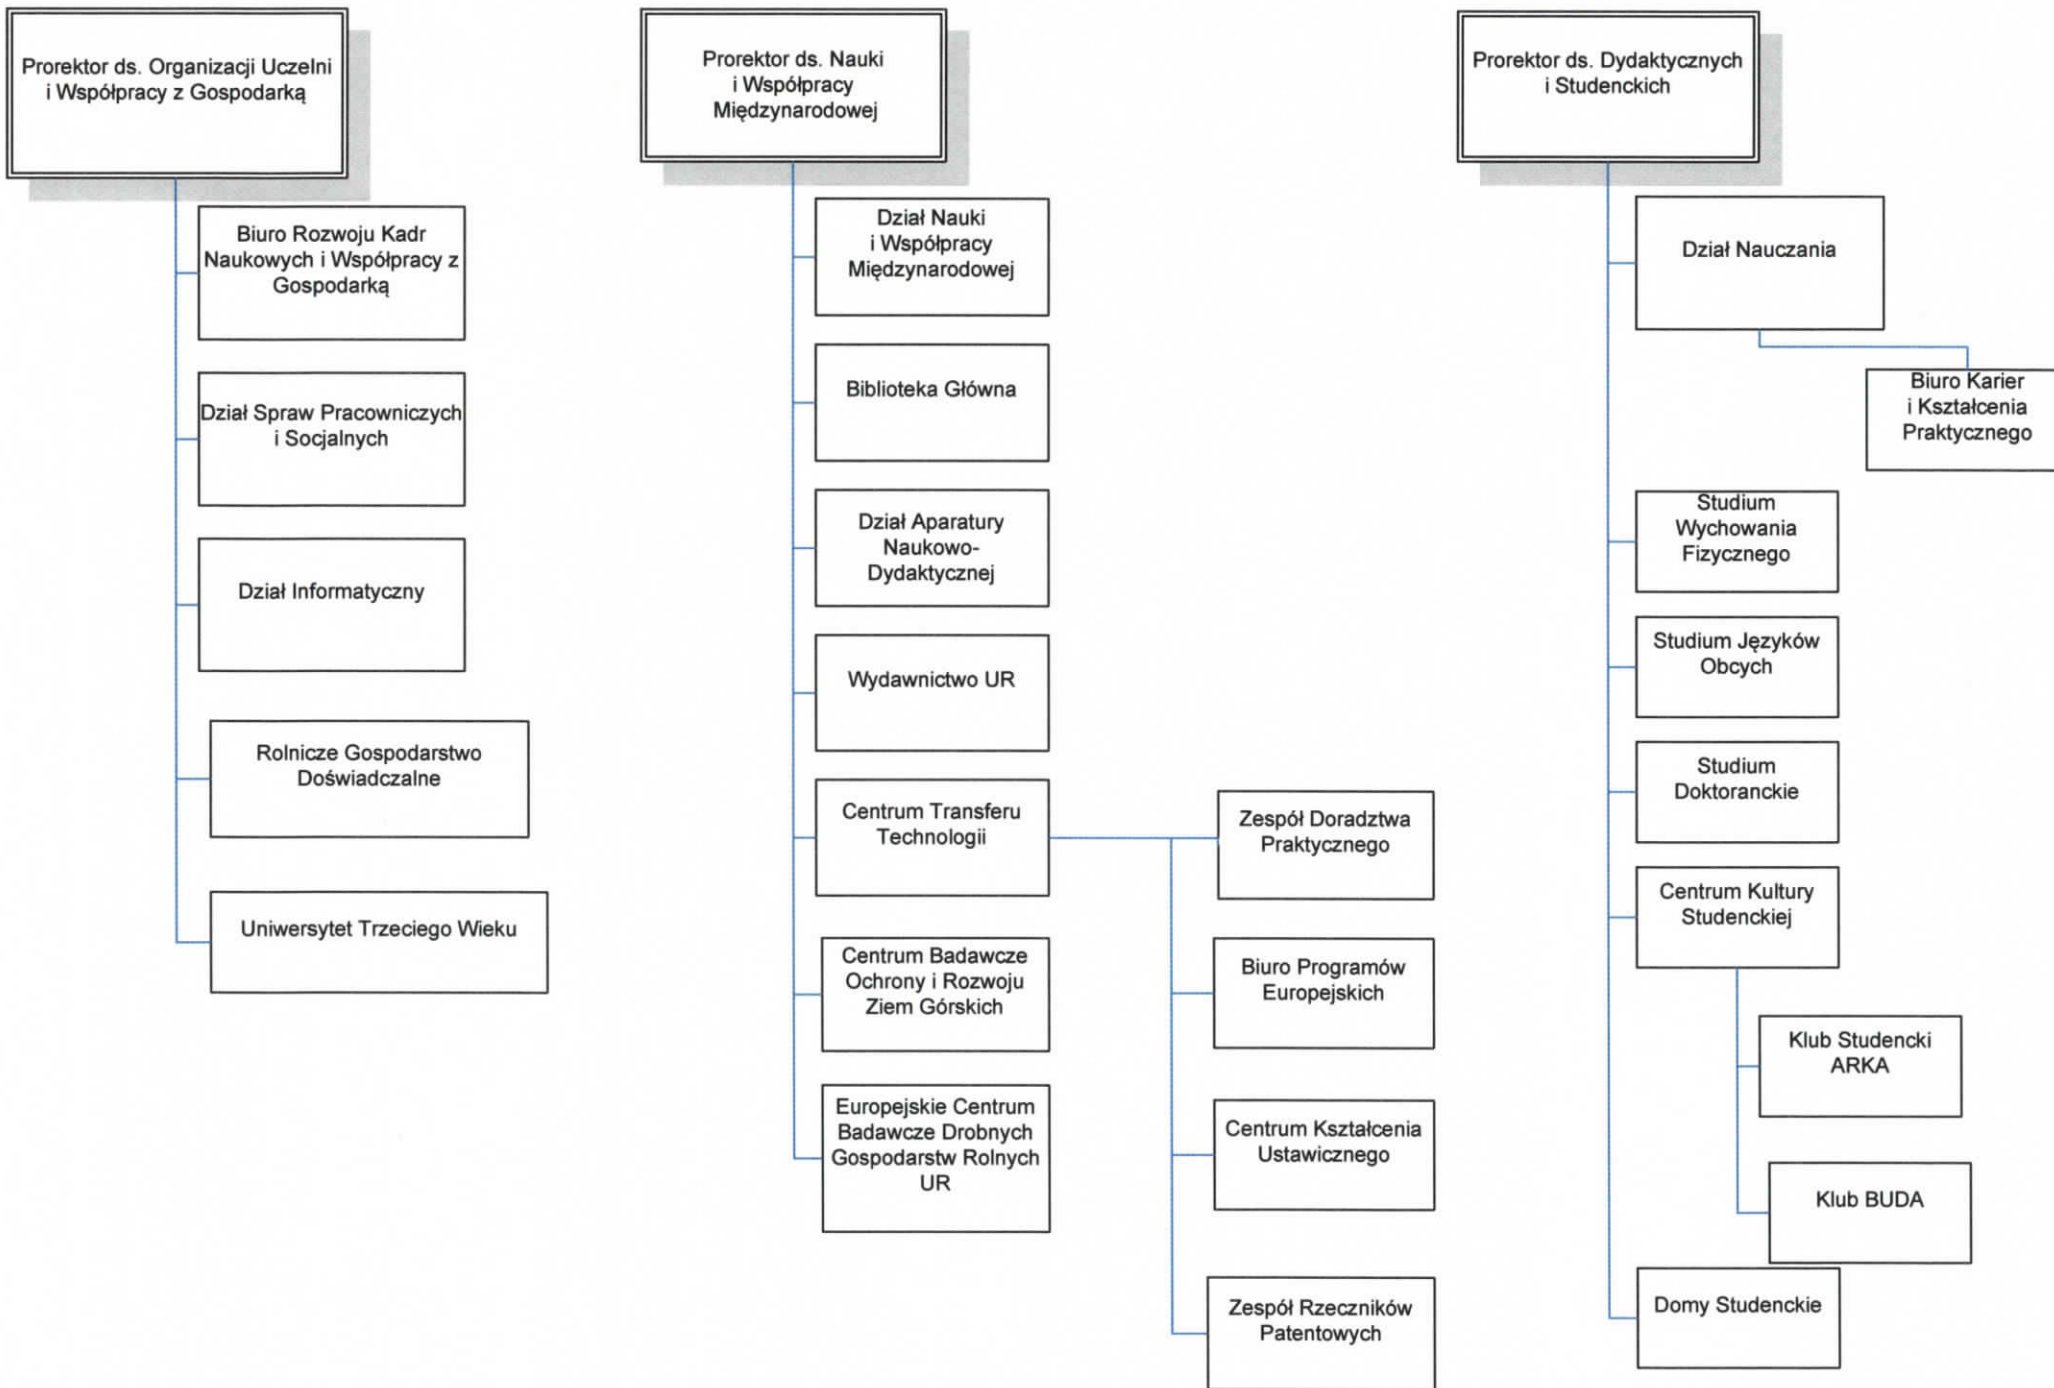 Prorektor ds. Organizacji Uczelni
i Współpracy z Gospodarką
Biuro Rozwoju Kadr
Naukowych i Współpracy z
Gospodarką
Dział Spraw Pracowniczych
i Socjalnych
Dział Informatyczny
Rolnicze Gospodarstwo
Doświadczalne
Uniwersytet Trzeciego Wieku
Prorektor ds. Nauki
i Współpracy
Międzynarodowej
Dział Nauki
i Współpracy
Międzynarodowej
Biblioteka Główna
Dział Aparatury
Naukowo-
Dydaktycznej
Wydawnictwo UR
Centrum Transferu
Technologii
Zespół Doradztwa
Praktycznego
Biuro Programów
Europejskich
Centrum Kształcenia
Ustawicznego
Zespół Rzeczników
Patentowych
Centrum Badawcze
Ochrony i Rozwoju
Ziem Górskich
Europejskie Centrum
Badawcze Drobnych
Gospodarstw Rolnych
UR
Prorektor ds. Dydaktycznych
i Studenckich
Dział Nauczania
Biuro Karier
i Kształcenia
Praktycznego
Studium
Wychowania
Fizycznego
Studium Języków
Obcych
Studium
Doktoranckie
Centrum Kultury
Studenckiej
Klub Studencki
ARKA
Klub BUDA
Domy Studenckie